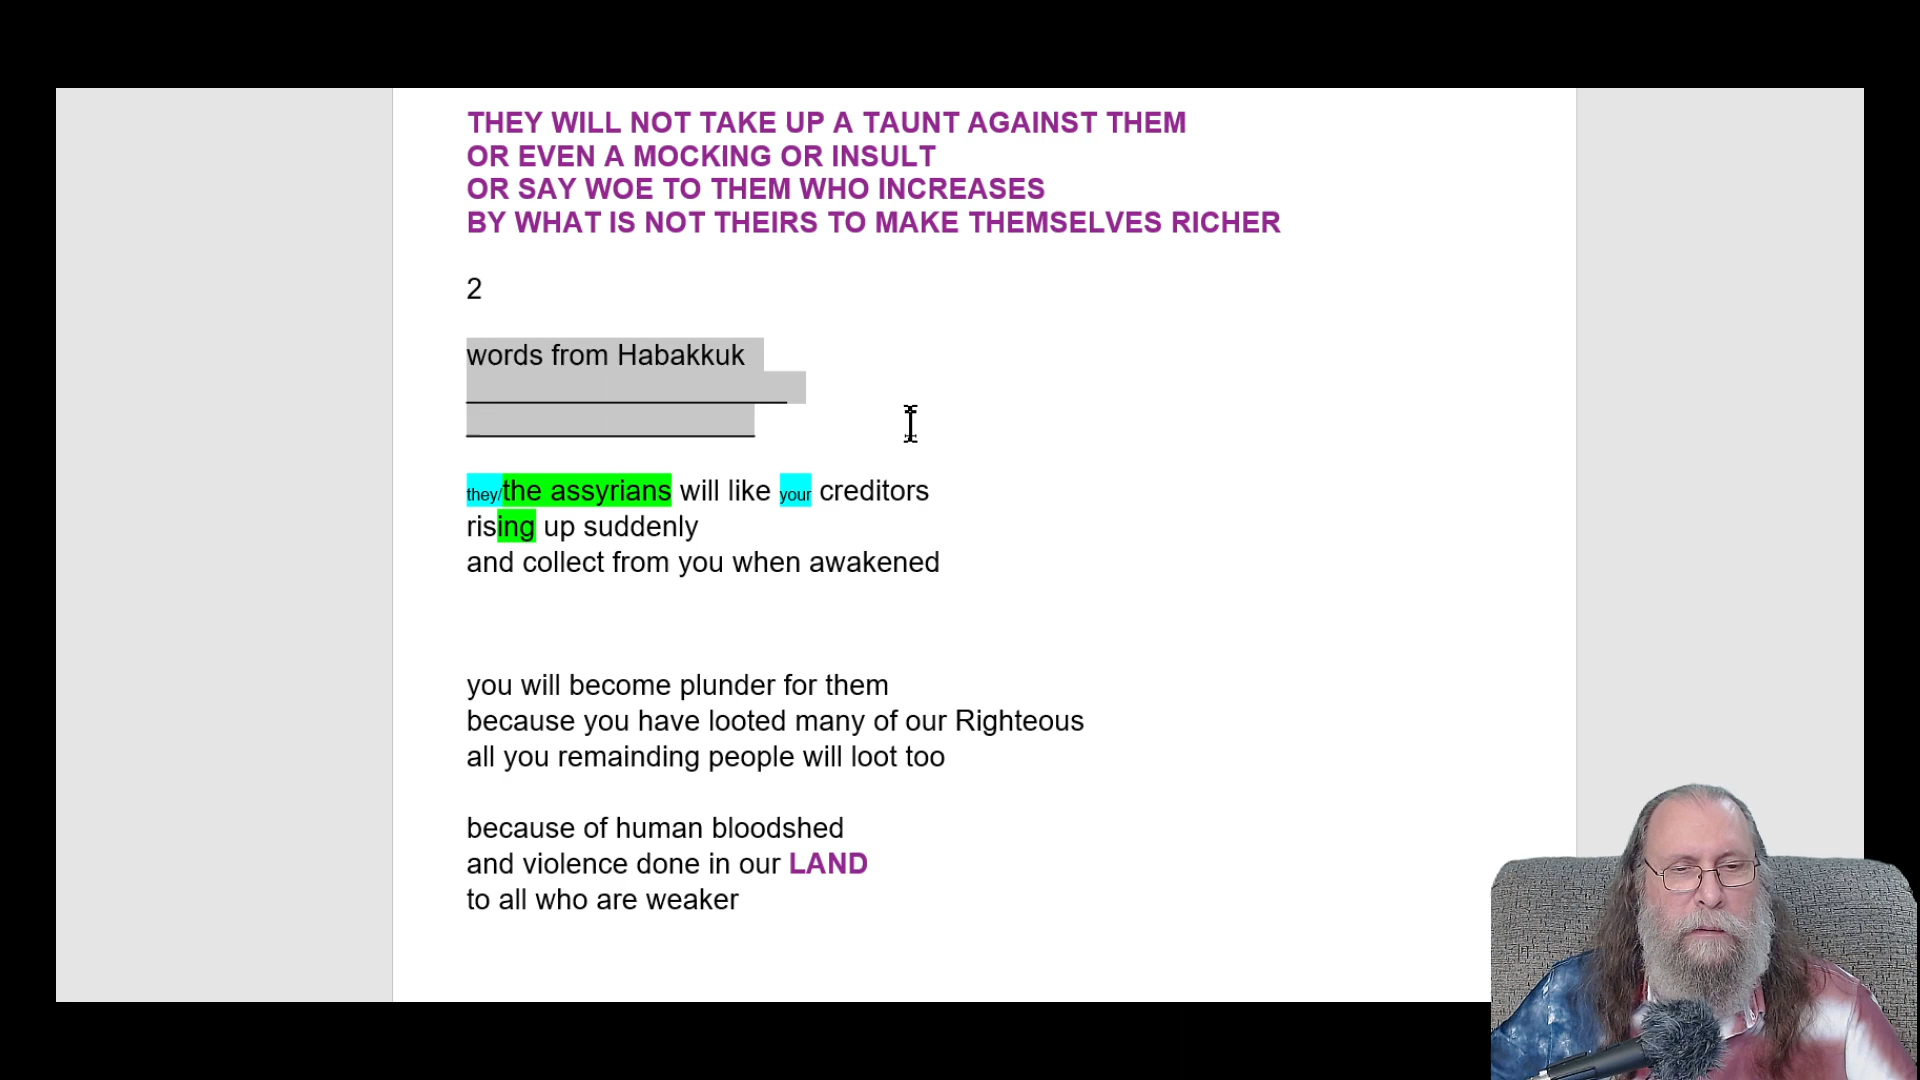 THEY WILL NOT TAKE UP A TAUNT AGAINST THEM
OR EVEN A MOCKING OR INSULT
OR SAY WOE TO THEM WHO INCREASES
BY WHAT IS NOT THEIRS TO MAKE THEMSELVES RICHER
2
words from Habakkuk
they/the assyrians will like your creditors
rising up suddenly
and collect from you when awakened
you will become plunder for them
because you have looted many of our Righteous
all you remainding people will loot too
because of human bloodshed
and violence done in our LAND
to all who are weaker